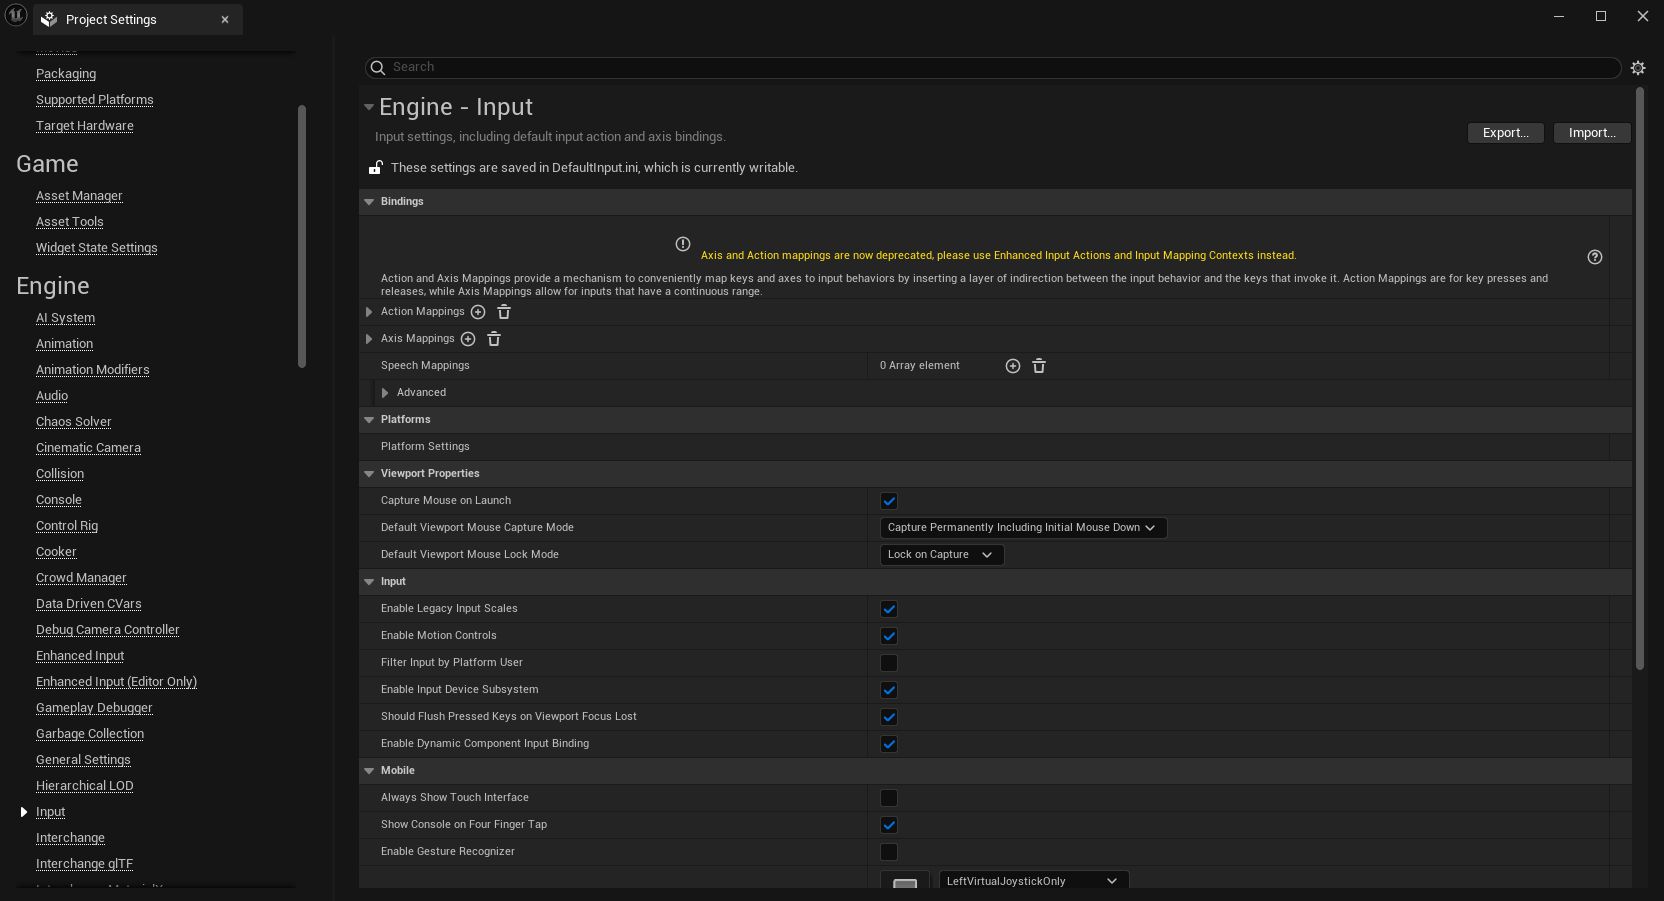 Project Settings
Packaging
Supported Platforms
Target Hardware
Game
Asset Manager
Asset Tools
Widget State Settings
Engine
AI System
Animation
Animation Modifiers
Audio
Chaos Solver
Cinematic Camera
Collision
Console
Control Rig
Cooker
Crowd Manager
Data Driven CVars
Debug Camera Controller
Enhanced Input
Enhanced Input (Editor Only)
Gameplay Debugger
Garbage Collection
General Settings
Hierarchical LOD
Input
Interchange
Interchange glTF
Search
Engine - Input
Input settings, including default input action and axis bindings.
Export...
Import...
These settings are saved in DefaultInput.ini, which is currently writable.
Bindings
Axis and Action mappings are now deprecated, please use Enhanced Input Actions and Input Mapping Contexts instead.
Action and Axis Mappings provide a mechanism to conveniently map keys and axes to input behaviors by inserting a layer of indirection between the input behavior and the keys that invoke it. Action Mappings are for key presses and
releases, while Axis Mappings allow for inputs that have a continuous range.
Action Mappings
Axis Mappings
Speech Mappings
0 Array element
Advanced
Platforms
Platform Settings
Viewport Properties
Capture Mouse on Launch
Default Viewport Mouse Capture Mode
Capture Permanently Including Initial Mouse Down
Default Viewport Mouse Lock Mode
Lock on Capture
Input
Enable Legacy Input Scales
Enable Motion Controls
Filter Input by Platform User
Enable Input Device Subsystem
Should Flush Pressed Keys on Viewport Focus Lost
Enable Dynamic Component Input Binding
Mobile
Always Show Touch Interface
Show Console on Four Finger Tap
Enable Gesture Recognizer
LeftVirtualJoystickOnly